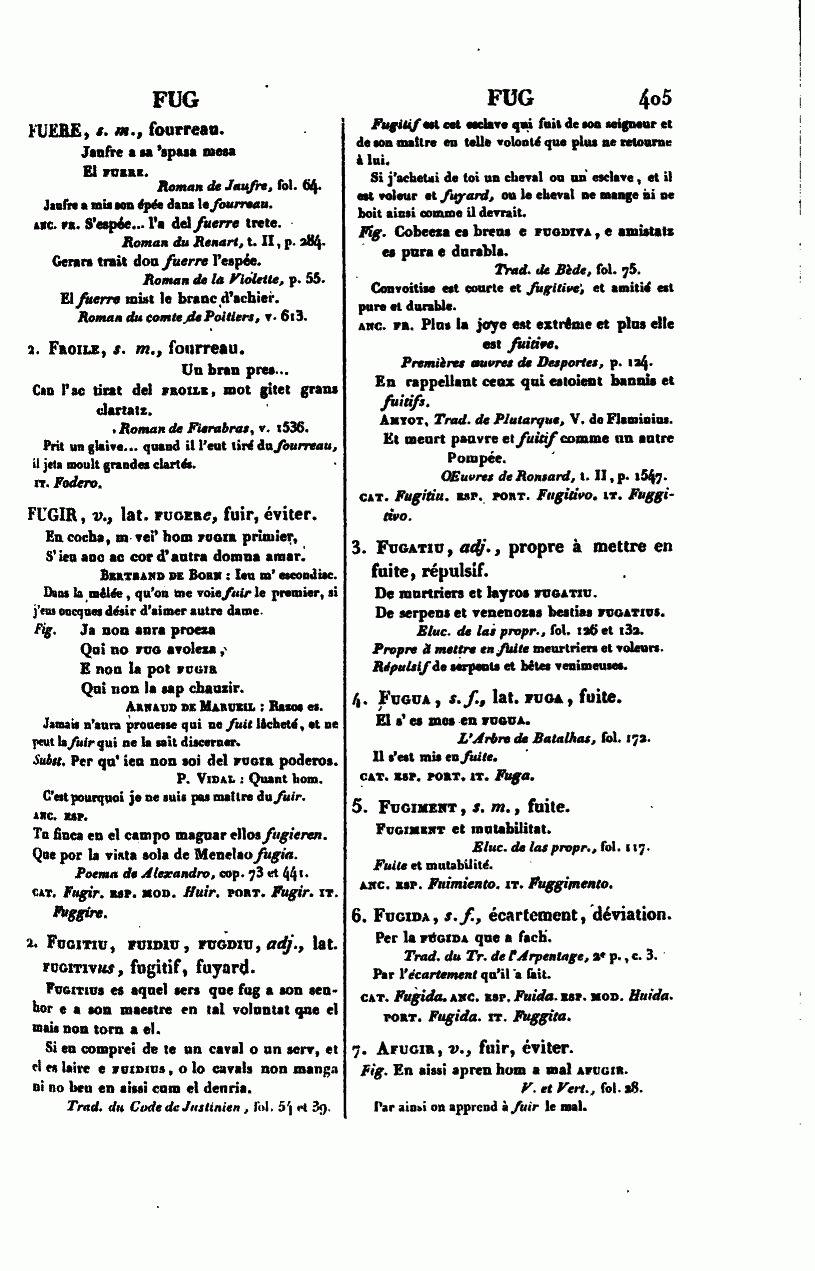 FUG
FUERE, s. m., fourreau.
Jaufre a sa 'spasa mesa
El FUERE.
Roman de Jaufre, fol. 64.
Jaufre a mis son épée dans le fourreau.
ANC. FR. S'espée... l'a del fuerre trete.
Roman du Renart, t. II, p. 284.
Gerars trait dou fuerre l'espée.
Roman de la Violette, p. 55.
El fuerre mist le branc d'achier.
Roman du comte de Poitiers, v. 613.
2. FROILE, s. m., fourreau.
Un bran pres...
Can l'ac tirat del FROILE, mot gitet grans
clartatz.
Roman de Fierabras, v. 1536.
Prit un glaive... quand il l'eut tiré du fourreau,
il jeta moult grandes clartés.
IT. Fodero.
FUGIR, v., lat. FUGERE, fuir, éviter.
En cocha, m vei' hom FUGIR primier,
S'ieu anc ac cor d'autra domna amar.
BERTRAND DE BORN : Ieu m' escondisc.
Dans la mêlée, qu'on me voie fuir le premier, si
j'eus oncques désir d'aimer autre dame.
Fig. Ja non aura proeza
Qui no FUG avoleza,
E non la pot FUGIR
Qui non la sap chauzir.
ARNAUD DE MARUEIL : Razos es.
Jamais n'aura prouesse qui ne fuit lâcheté, et ne
peut la fuir qui ne la sait discerner.
Subst. Per qu' ieu non soi del FUGIR poderos.
P. VIDAL : Quant hom.
C'est pourquoi je ne suis pas maître du fuir.
ANC. ESP.
Tu finca en el campo maguar ellos fugieren.
Que por la vista sola de Menelao fugia.
Poema de Alexandro, cop. 73 et 441.
CAT. Fugir. ESP. MOD. Huir. PORT. Fugir. IT.
Fuggire.
2. FUGITIU, FUIDIU, FUGDIU, adj., lat.
FUGITIVUS, fugitif, fuyard.
FUGITIUS es aquel sers que fug a son sen-
hor e a son maestre en tal voluntat que el
mais non torn a el.
Si en comprei de te un caval o un serv, et
el es laire e FUIDIUS, o lo cavals non manga
ni no beu en aissi cum el deuria.
Trad. du Code de Justinien, fol. 54 et 39.
FUG 405
Fugitif est cet esclave qui fuit de son seigneur et
de son maître en telle volonté que plus ne retourne
à lui.
Si j'achetai de toi un cheval ou un esclave, et il
est voleur et fuyard, ou le cheval ne mange ni ne
boit ainsi comme il devrait.
Fig. Cobeeza es breus e FUGDIVA, e amistatz
es pura e durabla.
Trad. de Bède, fol. 75.
Convoitise est courte et fugitive, et amitié est
pure et durable.
ANC. FR. Plus la joye est extrême et plus elle
est fuitive.
Premières œuvres de Desportes, p. 124.
En rappellant ceux qui estoient bannis et
fuitifs.
AMYOT, Trad. de Plutarque, V. de Flaminius.
Et meurt pauvre et fuitif comme un autre
Pompée.
OEuvres de Ronsard, t. II, p. 1547.
CAT. Fugitiu. ESP. PORT. Fugitivo. IT. Fuggi-
tivo.
3. FUGATIU, adj., propre à mettre en
fuite, répulsif.
De murtriers et layros FUGATIU.
De serpens et venenozas bestias FUGATIUS.
Eluc. de las propr., fol. 126 et 132.
Propre à mettre en fuite meurtriers et voleurs.
Répulsif de serpents et bêtes venimeuses.
4. FUGUA, s. f., lat. FUGA, fuite.
El s' es mes en FUGUA.
L'Arbre de Batalhas, fol. 172.
Il s'est mis en fuite.
CAT. ESP. PORT. IT. Fuga.
5. FUGIMENT, s. m., fuite.
FUGIMENT et mutabilitat.
Eluc. de las propr., fol. 117.
Fuite et mutabilité.
ANC. ESP. Fuimiento. IT. Fuggimento.
6. FUGIDA, s. f., écartement, déviation.
Per la FUGIDA que a fach.
Trad. du Tr. de l'Arpentage, 2e p., c. 3.
Par l'écartement qu'il a fait.
CAT. Fugida. ANC. ESP. Fuida. ESP. MOD. Huida.
PORT. Fugida. IT. Fuggita.
7. AFUGIR, v., fuir, éviter.
Fig. En aissi apren hom a mal AFUGIR.
V. et Vert., fol. 28.
Par ainsi on apprend à fuir le mal.